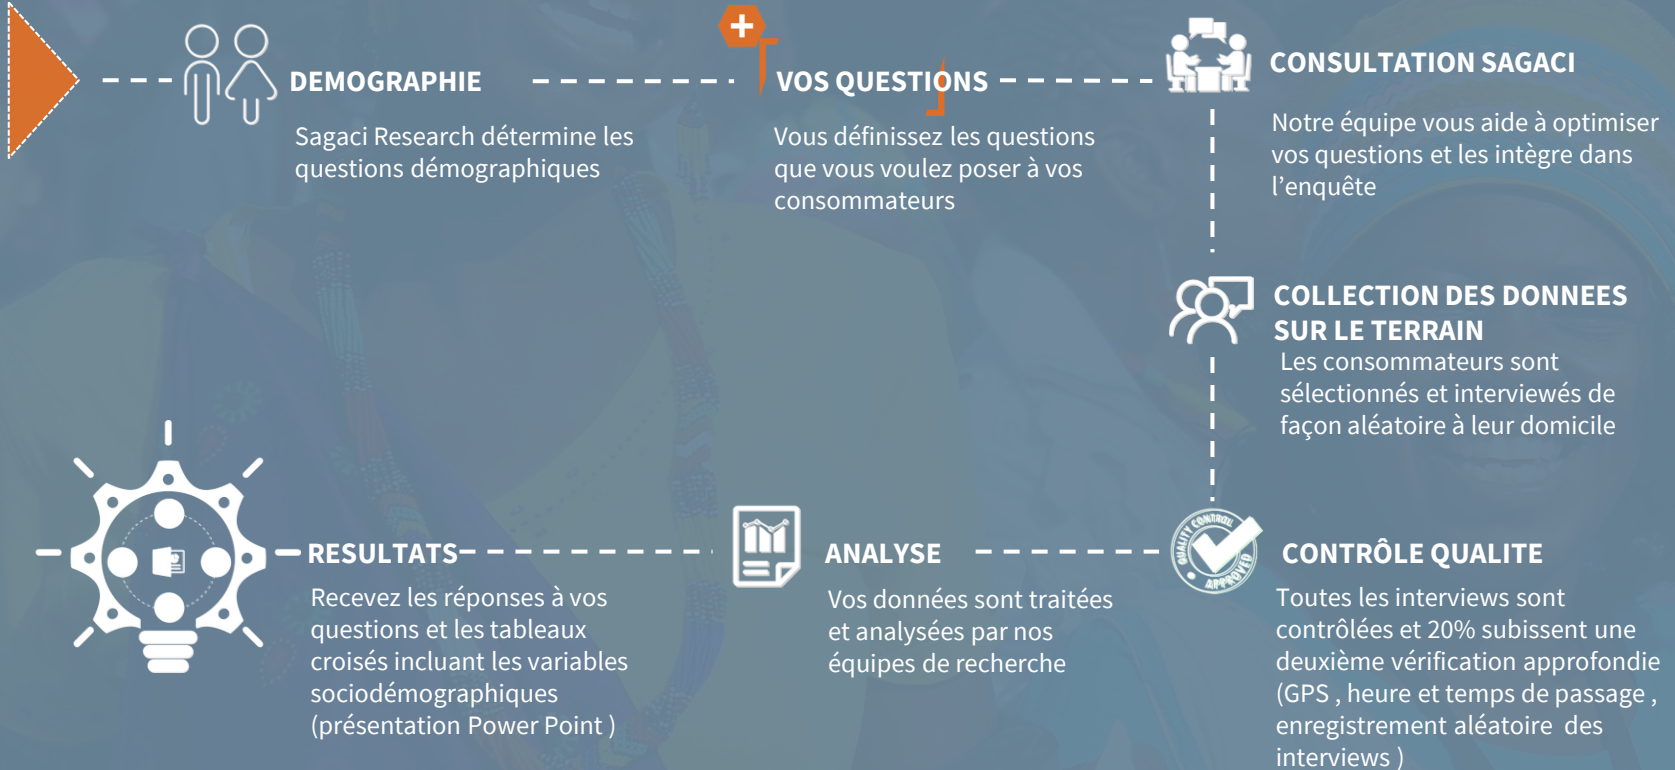 DEMOGRAPHIE
Sagaci Research détermine les
questions démographiques
VOS QUESTIONS
Vous définissez les questions
que vous voulez poser à vos
consommateurs
CONSULTATION SAGACI
Notre équipe vous aide à optimiser
vos questions et les intègre dans
l’enquête
COLLECTION DES DONNEES
SUR LE TERRAIN
Les consommateurs sont
sélectionnés et interviewés de
façon aléatoire à leur domicile
QUALITY CONTROL
APPROVED
CONTRÔLE QUALITE
Toutes les interviews sont
contrôlées et 20% subissent une
deuxième vérification approfondie
(GPS , heure et temps de passage ,
enregistrement aléatoire des
interviews )
ANALYSE
Vos données sont traitées
et analysées par nos
équipes de recherche
RESULTATS
Recevez les réponses à vos
questions et les tableaux
croisés incluant les variables
sociodémographiques
(présentation Power Point )